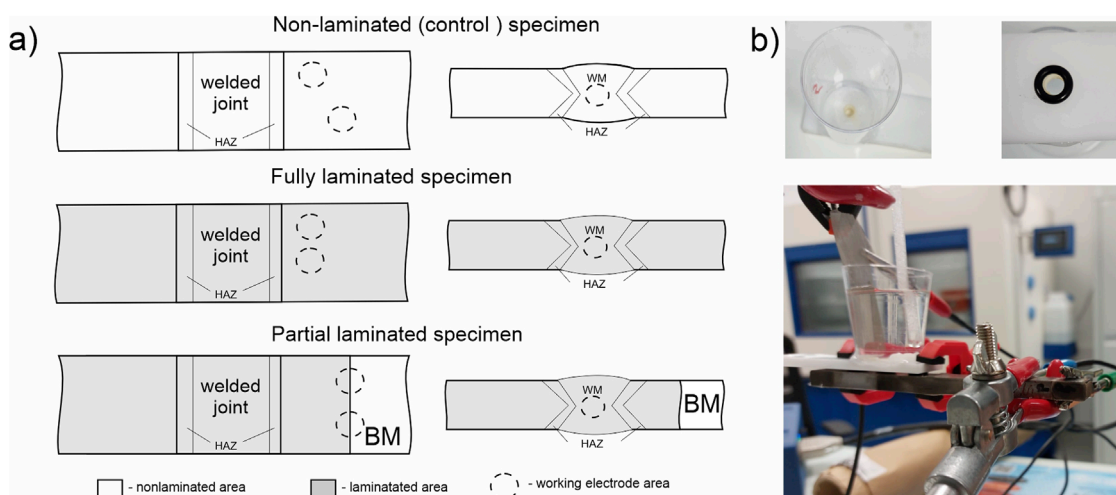 a)
Non-laminated (control ) specimen
welded
joint
HAZ
WM
HAZ
Fully laminated specimen
welded
joint
HAZ
WM
HAZ
Partial laminated specimen
welded
joint
HAZ
BM
WM
HAZ
BM
- nonlaminated area
- laminatated area
- working electrode area
b)